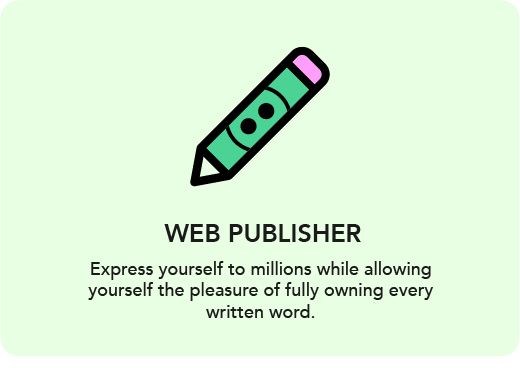 WEB PUBLISHER
Express yourself to millions while allowing
yourself the pleasure of fully owning every
written word.